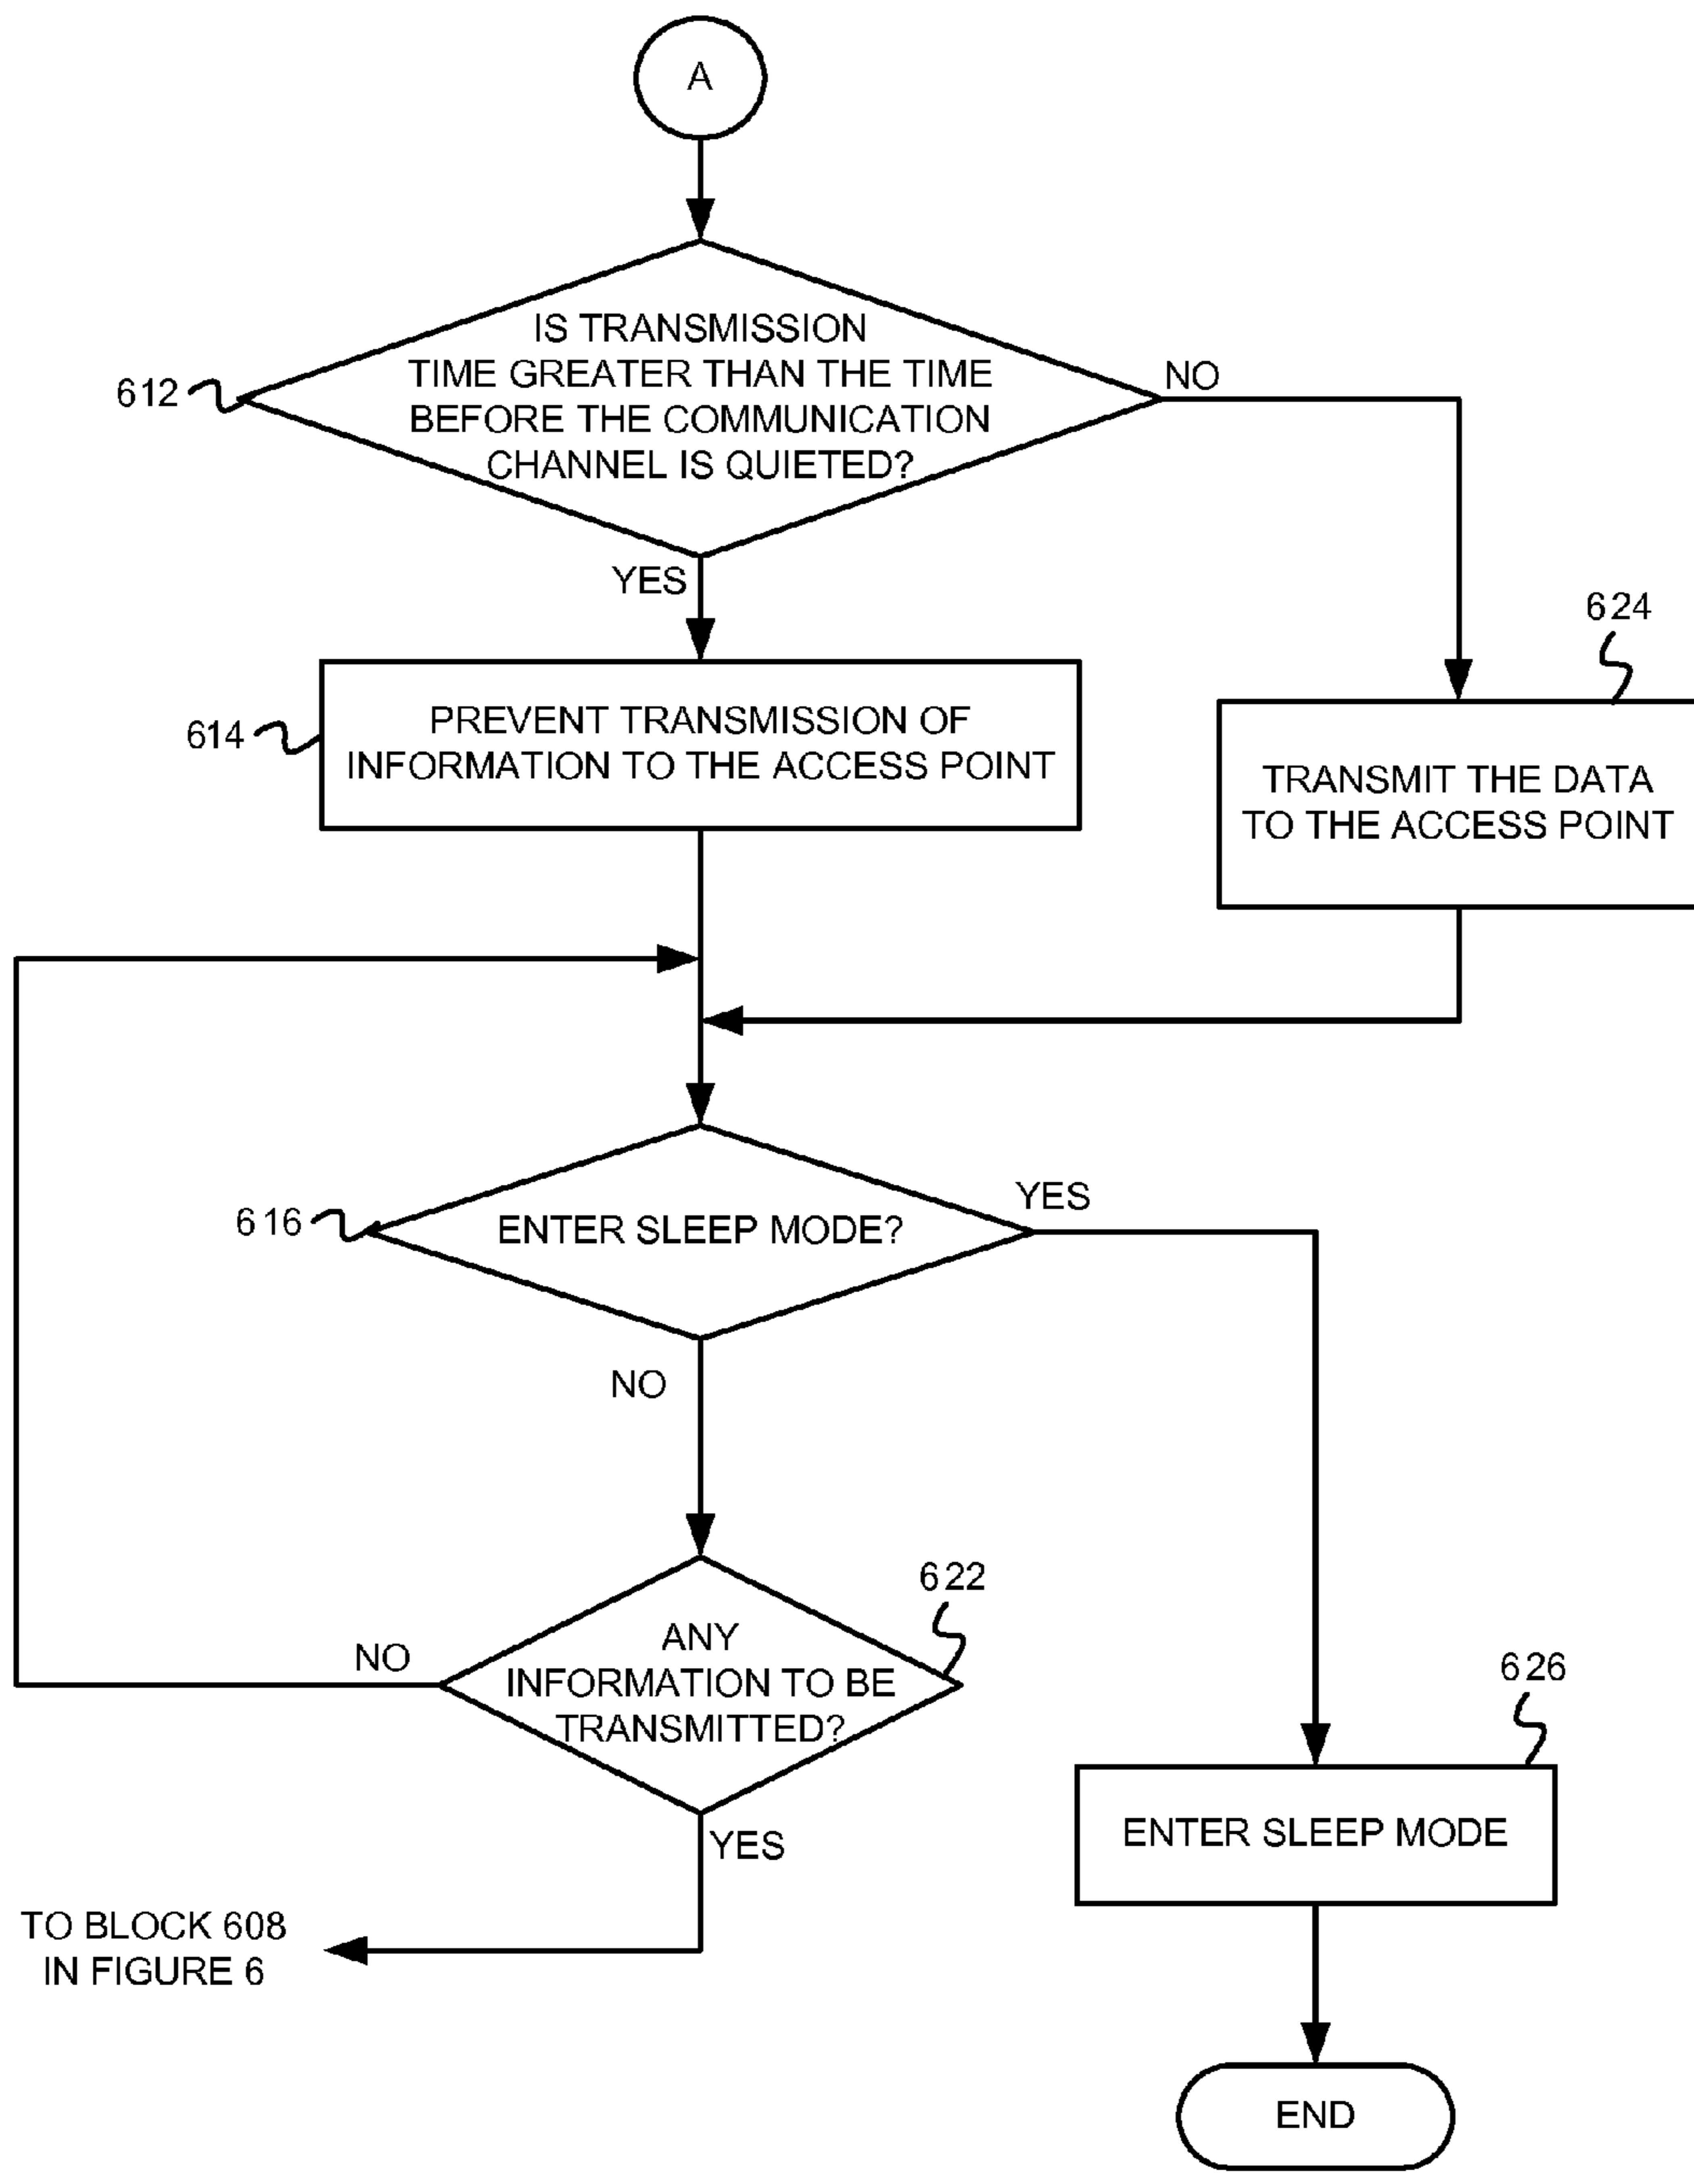 A
IS TRANSMISSION
TIME GREATER THAN THE TIME
BEFORE THE COMMUNICATION
CHANNEL IS QUIETED?
612
NO
YES
624
614
PREVENT TRANSMISSION OF
INFORMATION TO THE ACCESS POINT
TRANSMIT THE DATA
TO THE ACCESS POINT
616
ENTER SLEEP MODE?
YES
NO
622
ANY
INFORMATION TO BE
TRANSMITTED?
NO
YES
626
ENTER SLEEP MODE
TO BLOCK 608
IN FIGURE 6
END